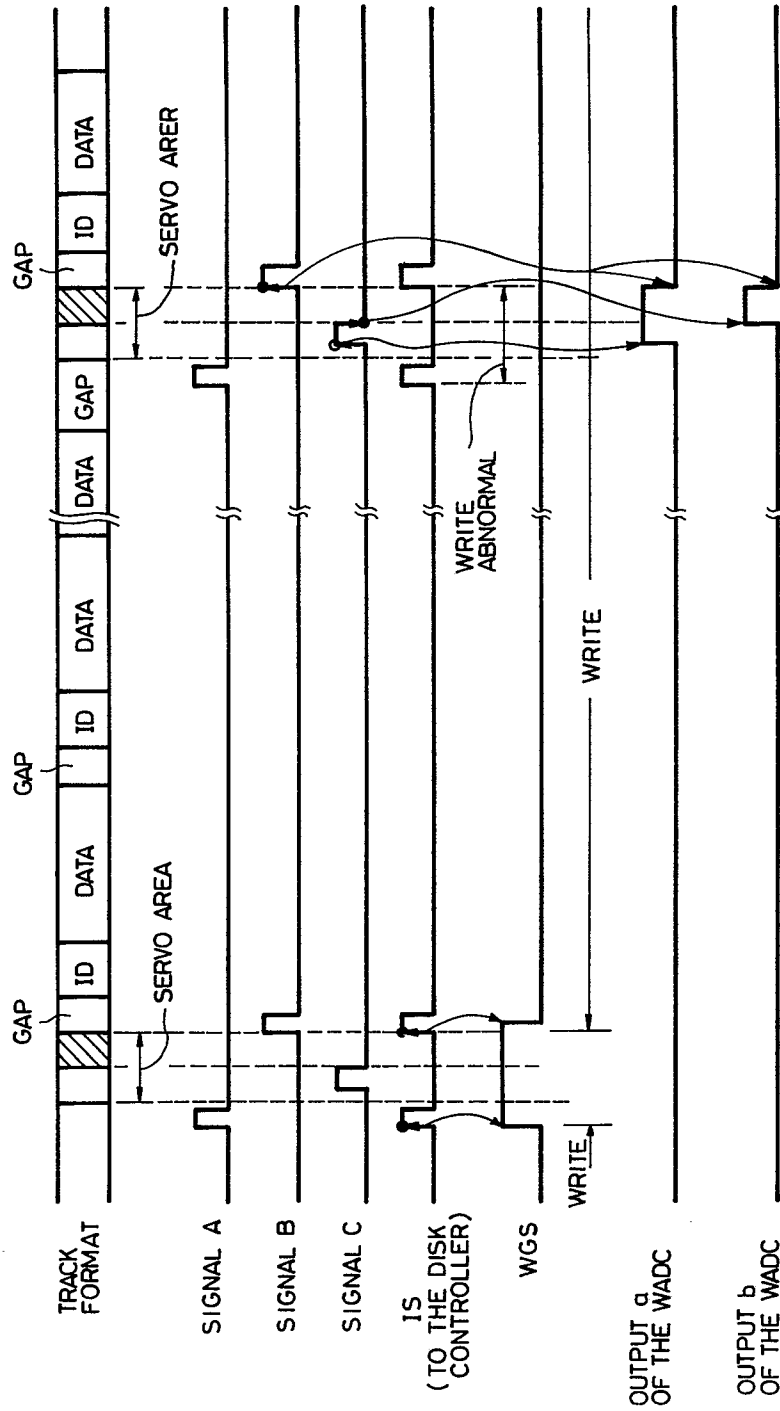 GAP
GAP
GAP
TRACK
FORMAT
ID
DATA
ID
DATA
DATA
GAP
ID
DATA
SERVO AREA
SERVO ARER
SIGNAL A
SIGNAL B
SIGNAL C
IS
(TO THE DISK
CONTROLLER)
WRITE
ABNORMAL
WGS
WRITE
WRITE
OUTPUT a
OF THE WADC
OUTPUT b
OF THE WADC